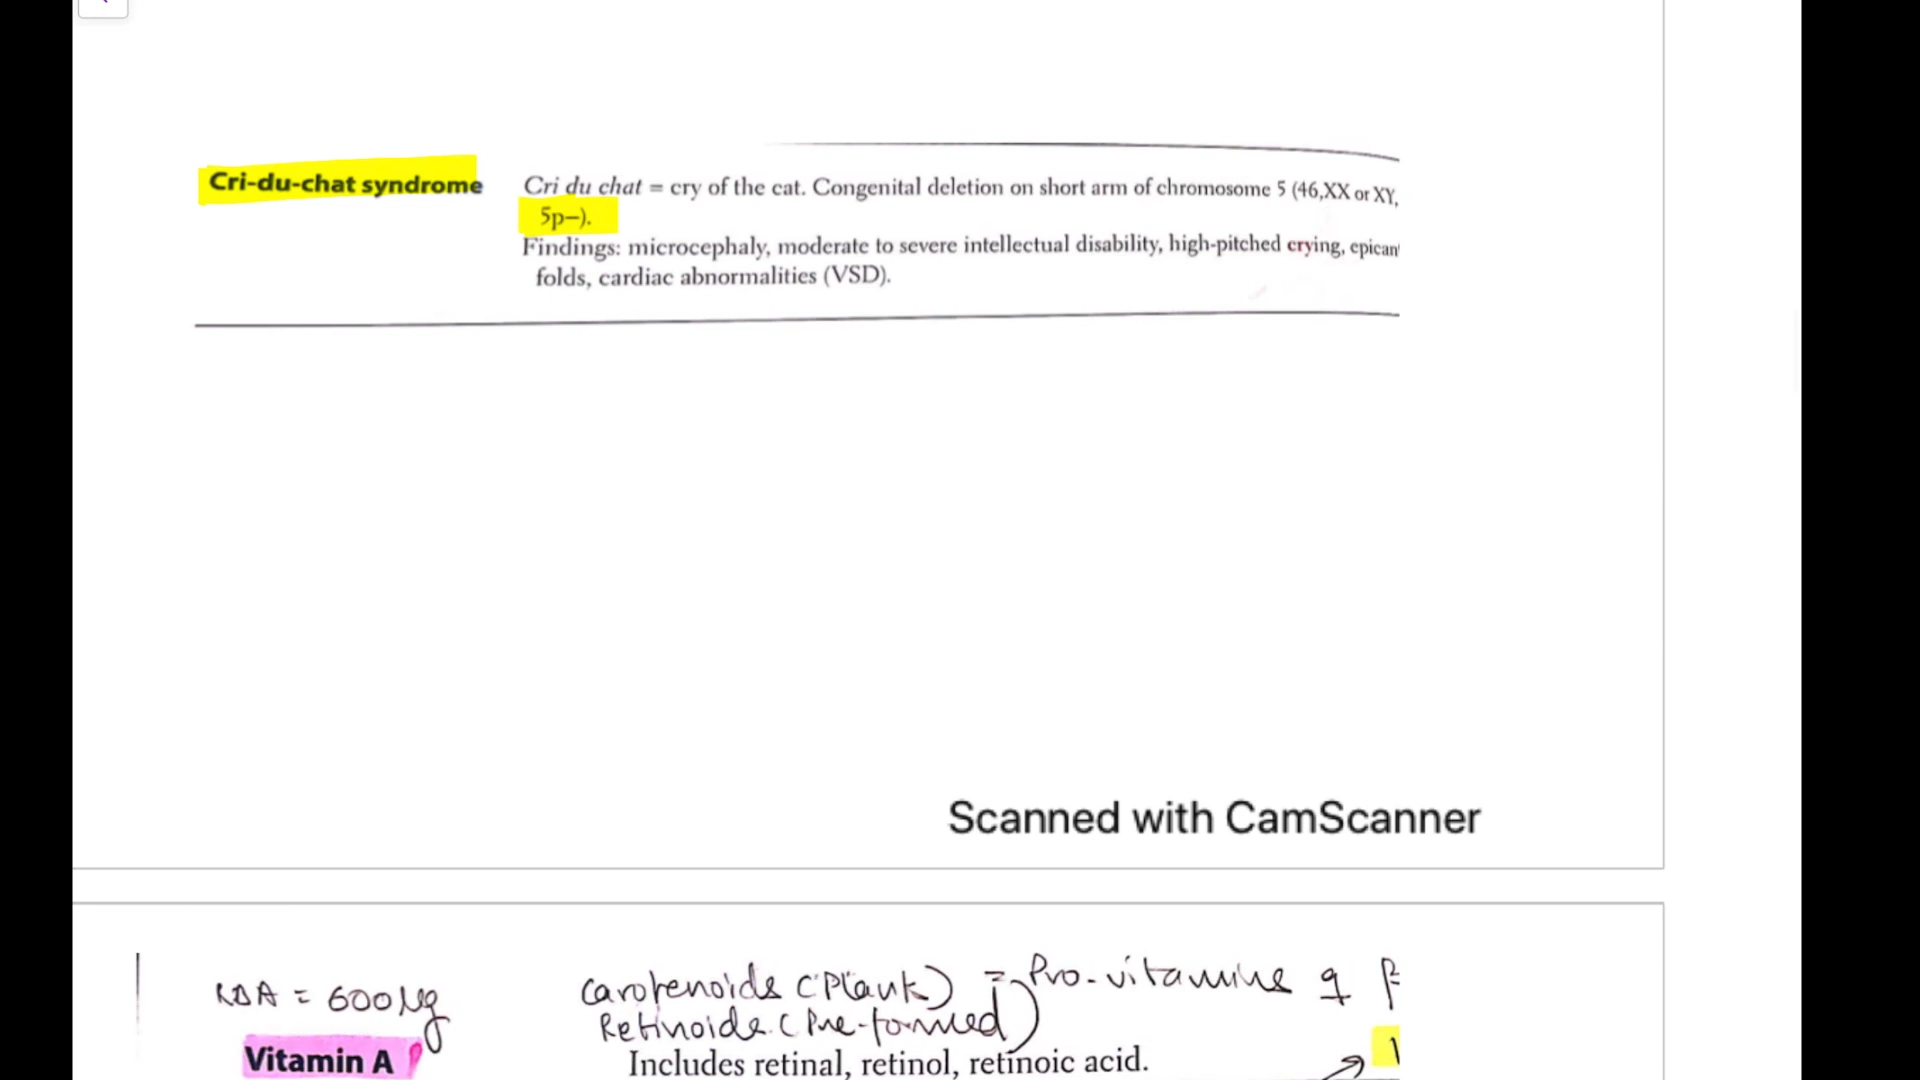 Cri-du-chat syndrome
Cri du chat = cry of the cat. Congenital deletion on short arm of chromosome 5 (46,XX or XY,
5p−).
Findings: microcephaly, moderate to severe intellectual disability, high-pitched crying, epican
folds, cardiac abnormalities (VSD).
Scanned with CamScanner
RDA = 600 μg
Carotenoids (Plant) = Pro-vitamins
Retinoids (Pre-formed)
Vitamin A
Includes retinal, retinol, retinoic acid.